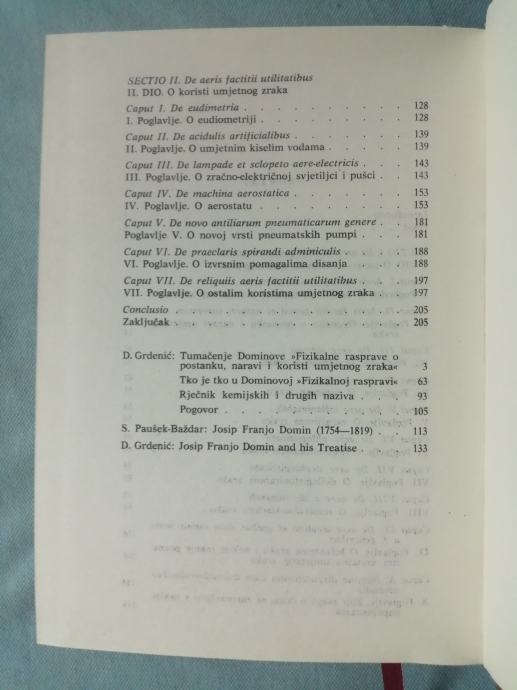 SECTIO II. De aeris factitii utilitatibus
II. DIO. O koristi umjetnog zraka
Caput I. De eudimetria . . . . . . . . . . 128
I. Poglavlje. O eudiometriji . . . . . . . . . 128
Caput II. De acidulis artificialibus . . . . . . . 139
II. Poglavlje. O umjetnim kiselim vodama . . . . . 139
Caput III. De lampade et sclopeto aere-electricis . . . 143
III. Poglavlje. O zračno-električnoj svjetiljci i pušci . . 143
Caput IV. De machina aerostatica . . . . . . . 153
IV. Poglavlje. O aerostatu . . . . . . . . . 153
Caput V. De novo antiliarum pneumaticarum genere . . 181
Poglavlje V. O novoj vrsti pneumatskih pumpi . . . 181
Caput VI. De praeclaris spirandi adminiculis . . . . 188
VI. Poglavlje. O izvrsnim pomagalima disanja . . . 188
Caput VII. De reliquiis aeris factitii utilitatibus . . . 197
VII. Poglavlje. O ostalim koristima umjetnog zraka . . 197
Conclusio . . . . . . . . . . . . . 205
Zaključak . . . . . . . . . . . . . 205
D. Grdenić: Tumačenje Dominove »Fizikalne rasprave o
postanku, naravi i koristi umjetnog zraka« . . 3
Tko je tko u Dominovoj »Fizikalnoj raspravi« . . 63
Rječnik kemijskih i drugih naziva . . . . 93
Pogovor . . . . . . . . . . 105
S. Paušek-Baždar: Josip Franjo Domin (1754—1819) . . . 113
D. Grdenić: Josip Franjo Domin and his Treatise . . . . 133